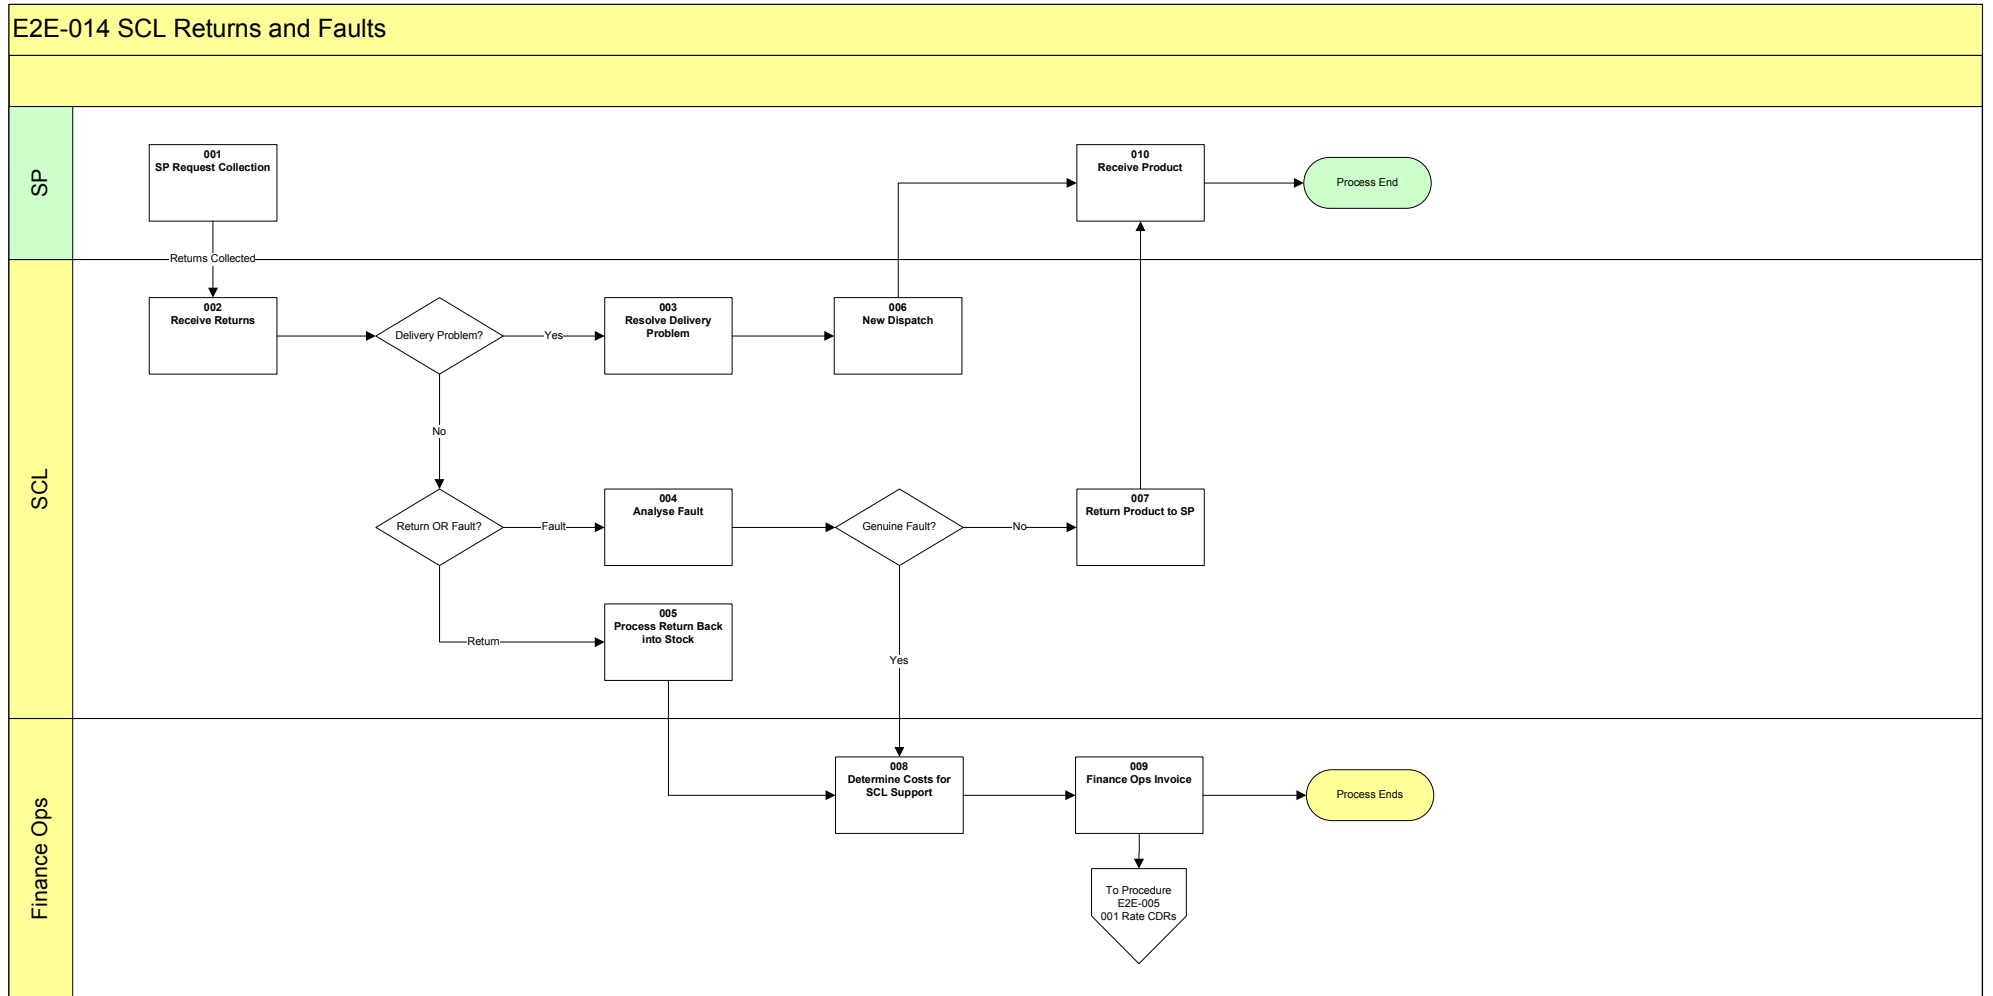 E2E-014 SCL Returns and Faults
SP
001
SP Request Collection
010
Receive Product
Process End
Returns Collected
SCL
002
Receive Returns
Delivery Problem?
Yes
003
Resolve Delivery
Problem
006
New Dispatch
No
Return OR Fault?
Fault
004
Analyse Fault
Genuine Fault?
No
007
Return Product to SP
Return
005
Process Return Back
into Stock
Yes
Finance Ops
008
Determine Costs for
SCL Support
009
Finance Ops Invoice
Process Ends
To Procedure
E2E-005
001 Rate CDRs